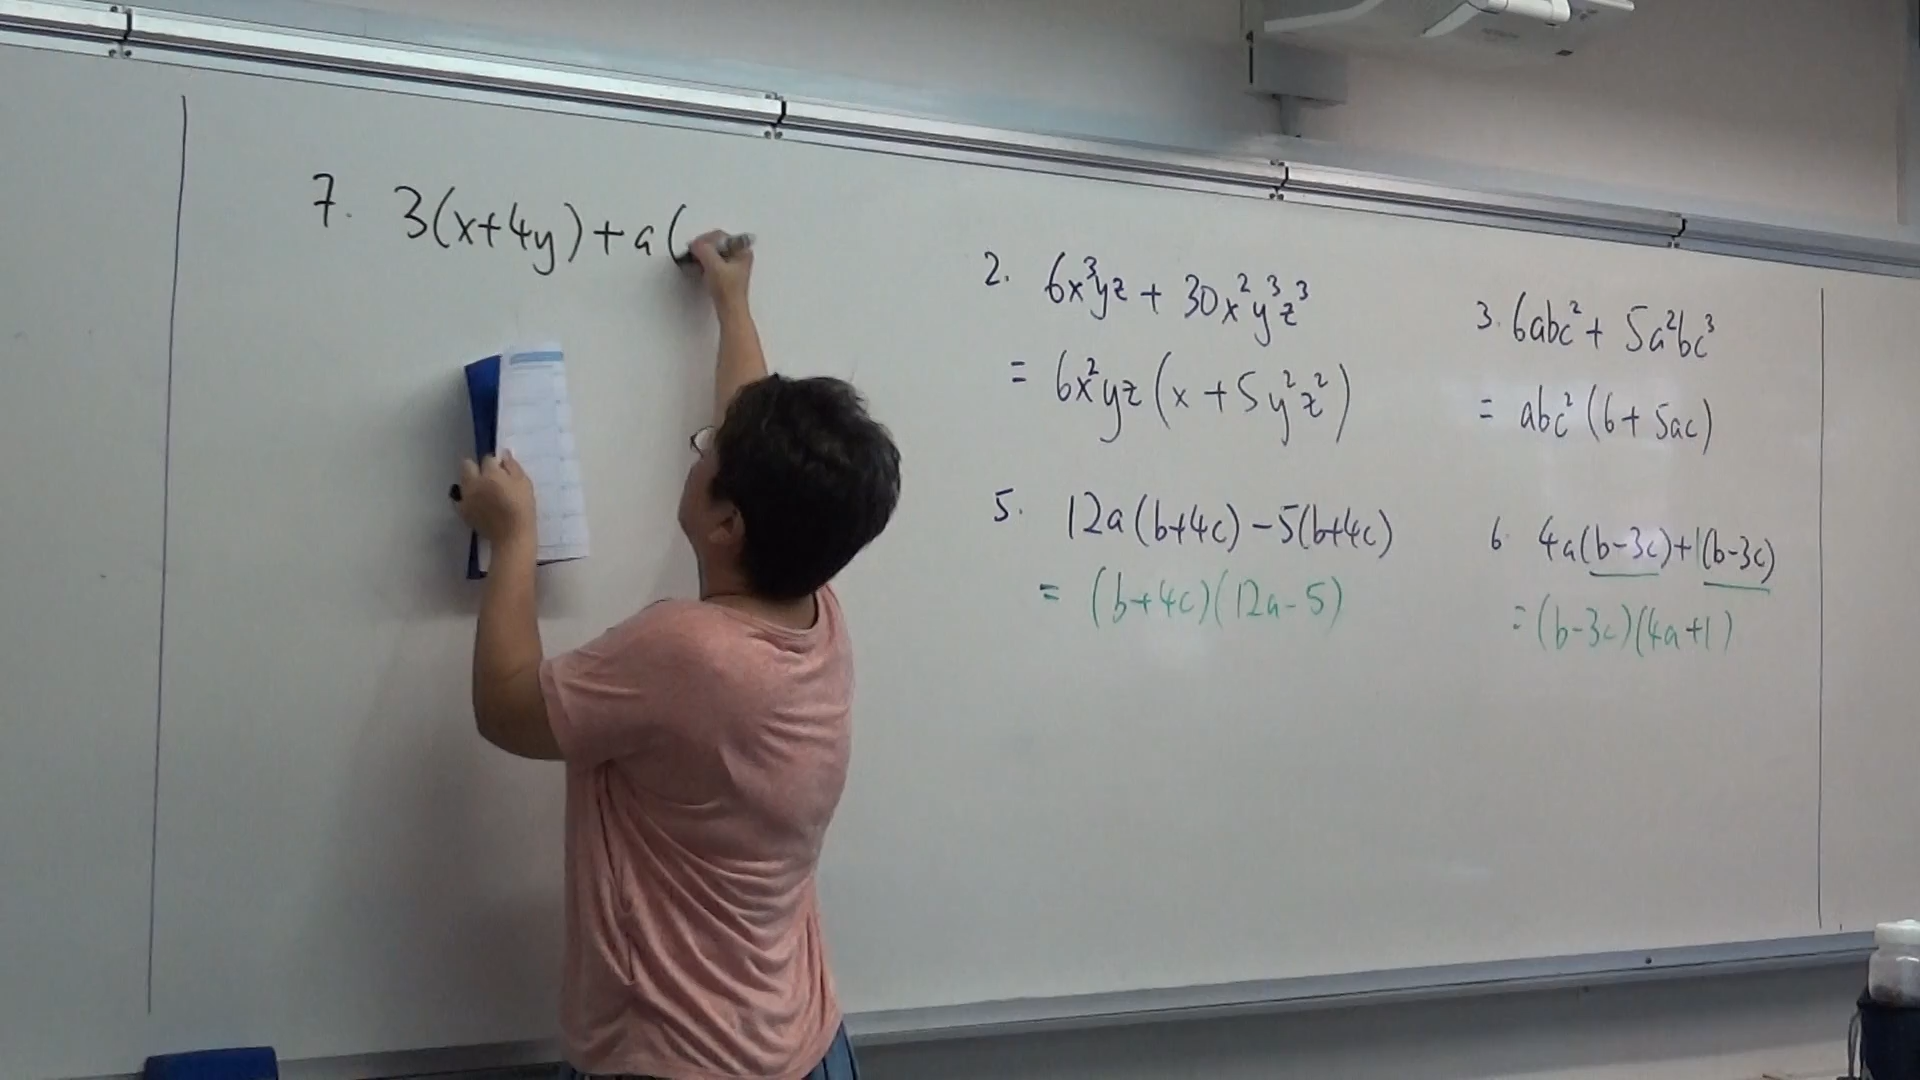 7. 3(x+4y)+a(
2. 6x³yz + 30x²y³z³
= 6x²yz(x + 5y²z²)
3. 6abc² + 5a²bc³
= abc²(6 + 5ac)
5. 12a(b+4c)-5(b+4c)
= (b+4c)(12a-5)
6. 4a(b-3c)+1(b-3c)
=(b-3c)(4a+1)